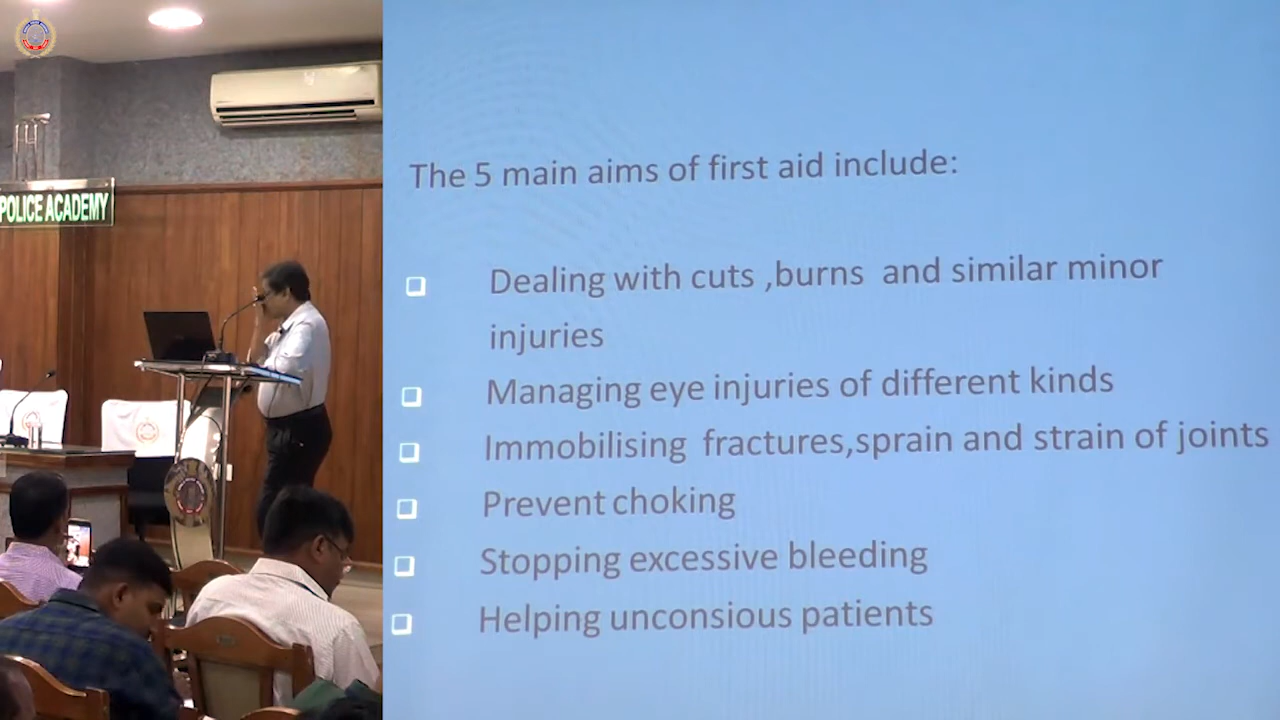 POLICE ACADEMY
The 5 main aims of first aid include:
❑ Dealing with cuts ,burns and similar minor
injuries
❑ Managing eye injuries of different kinds
❑ Immobilising fractures,sprain and strain of joints
❑ Prevent choking
❑ Stopping excessive bleeding
❑ Helping unconsious patients